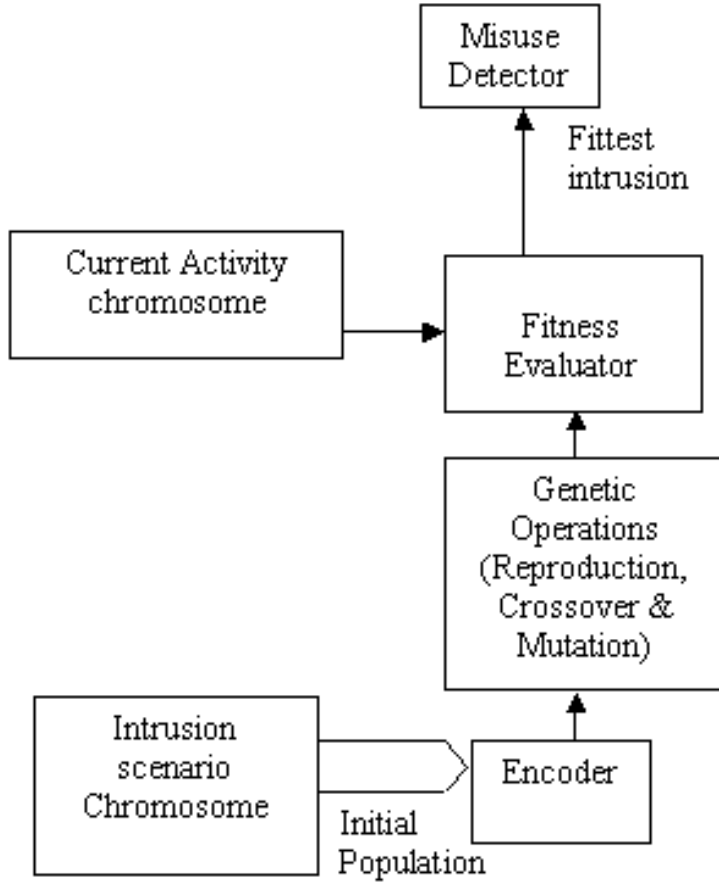 Misuse
Detector
Fittest
intrusion
Current Activity
chromosome
Fitness
Evaluator
Genetic
Operations
(Reproduction,
Crossover &
Mutation)
Intrusion
scenario
Chromosome
Encoder
Initial
Population